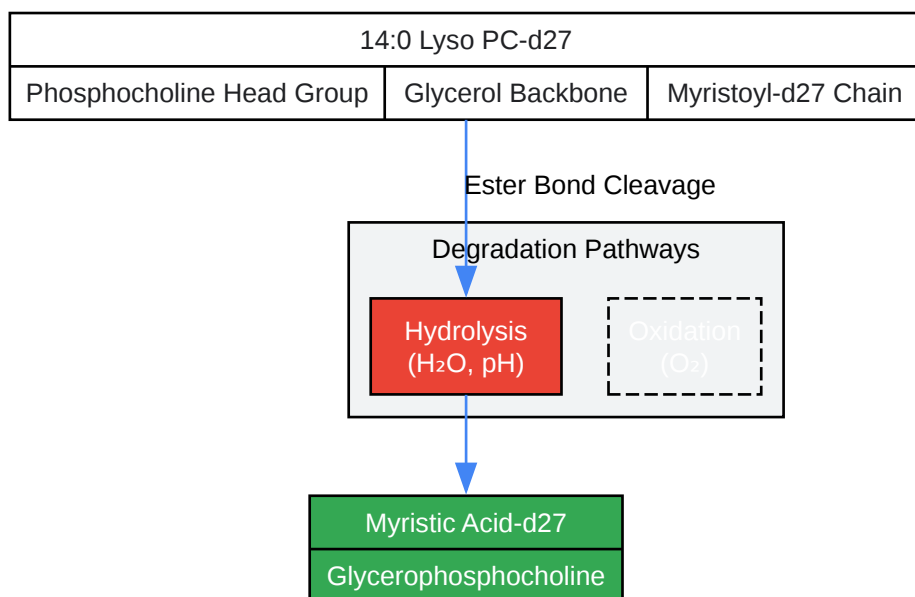 14:0 Lyso PC-d27
Phosphocholine Head Group Glycerol Backbone Myristoyl-d27 Chain
Ester Bond Cleavage
Degradation Pathways
Hydrolysis
(H₂O, pH)
Oxidation
(O₂)
Myristic Acid-d27
Glycerophosphocholine